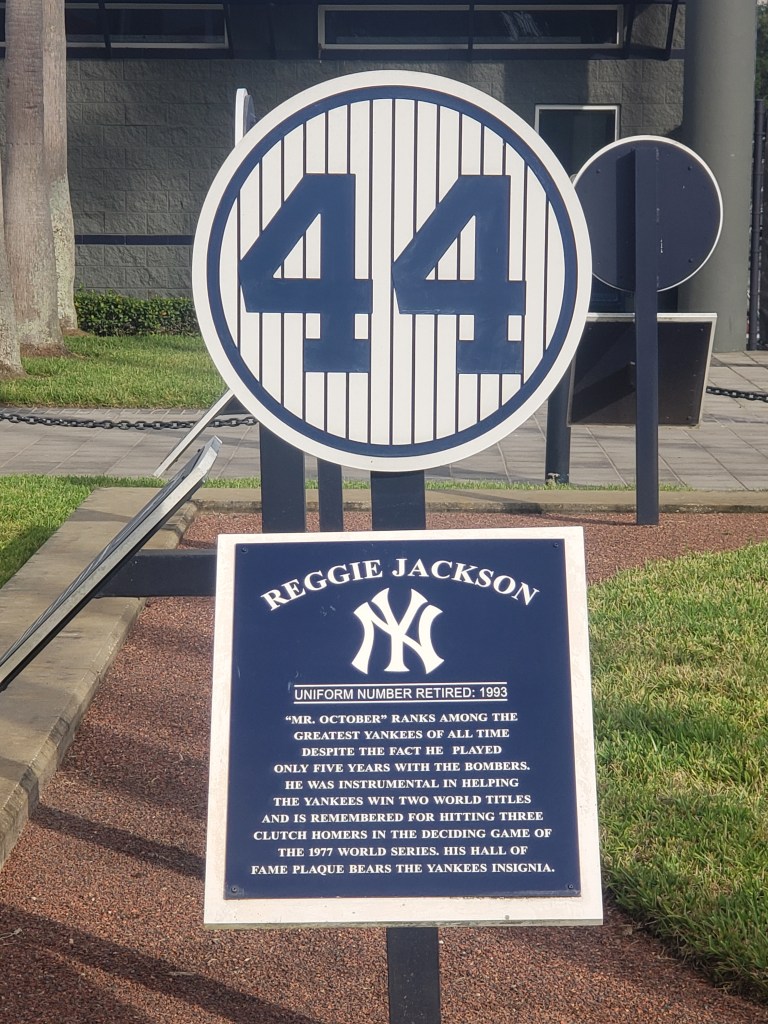 44
REGGIE JACKSON
NY
UNIFORM NUMBER RETIRED: 1993
"MR. OCTOBER" RANKS AMONG THE
GREATEST YANKEES OF ALL TIME
DESPITE THE FACT HE PLAYED
ONLY FIVE YEARS WITH THE BOMBERS.
HE WAS INSTRUMENTAL IN HELPING
THE YANKEES WIN TWO WORLD TITLES
AND IS REMEMBERED FOR HITTING THREE
CLUTCH HOMERS IN THE DECIDING GAME OF
THE 1977 WORLD SERIES. HIS HALL OF
FAME PLAQUE BEARS THE YANKEES INSIGNIA.